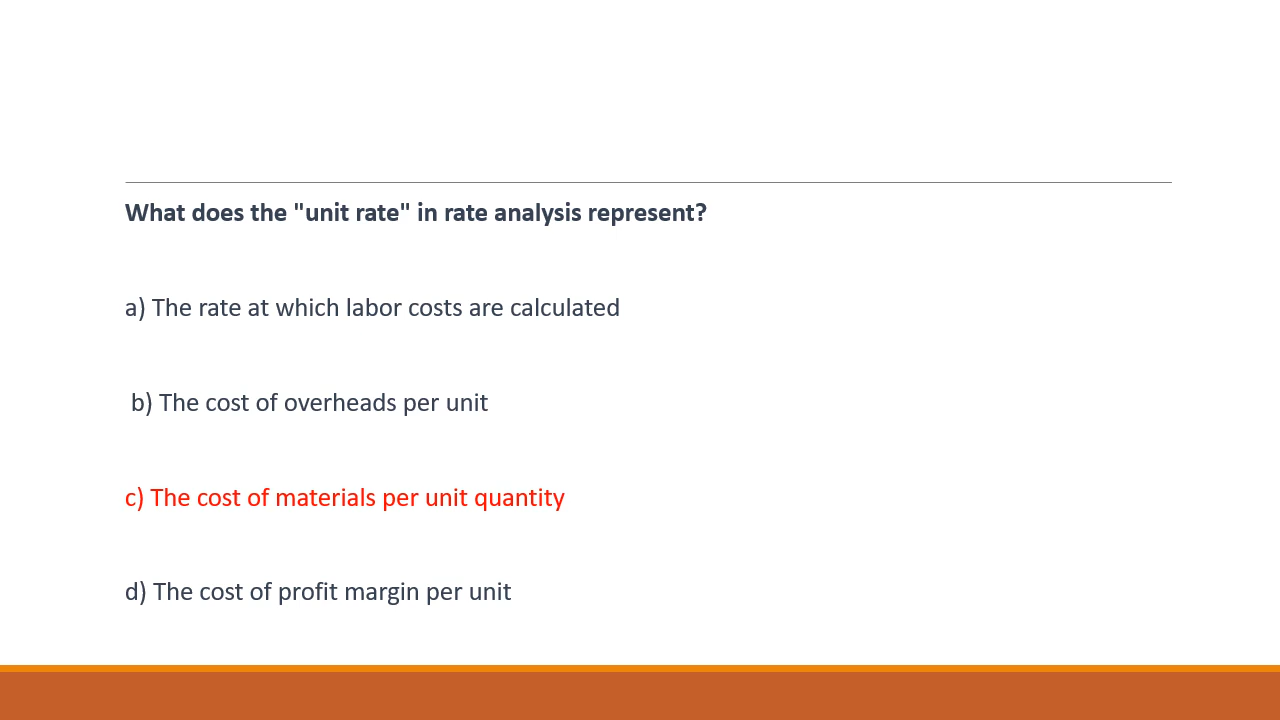 What does the "unit rate" in rate analysis represent?
a) The rate at which labor costs are calculated
b) The cost of overheads per unit
c) The cost of materials per unit quantity
d) The cost of profit margin per unit